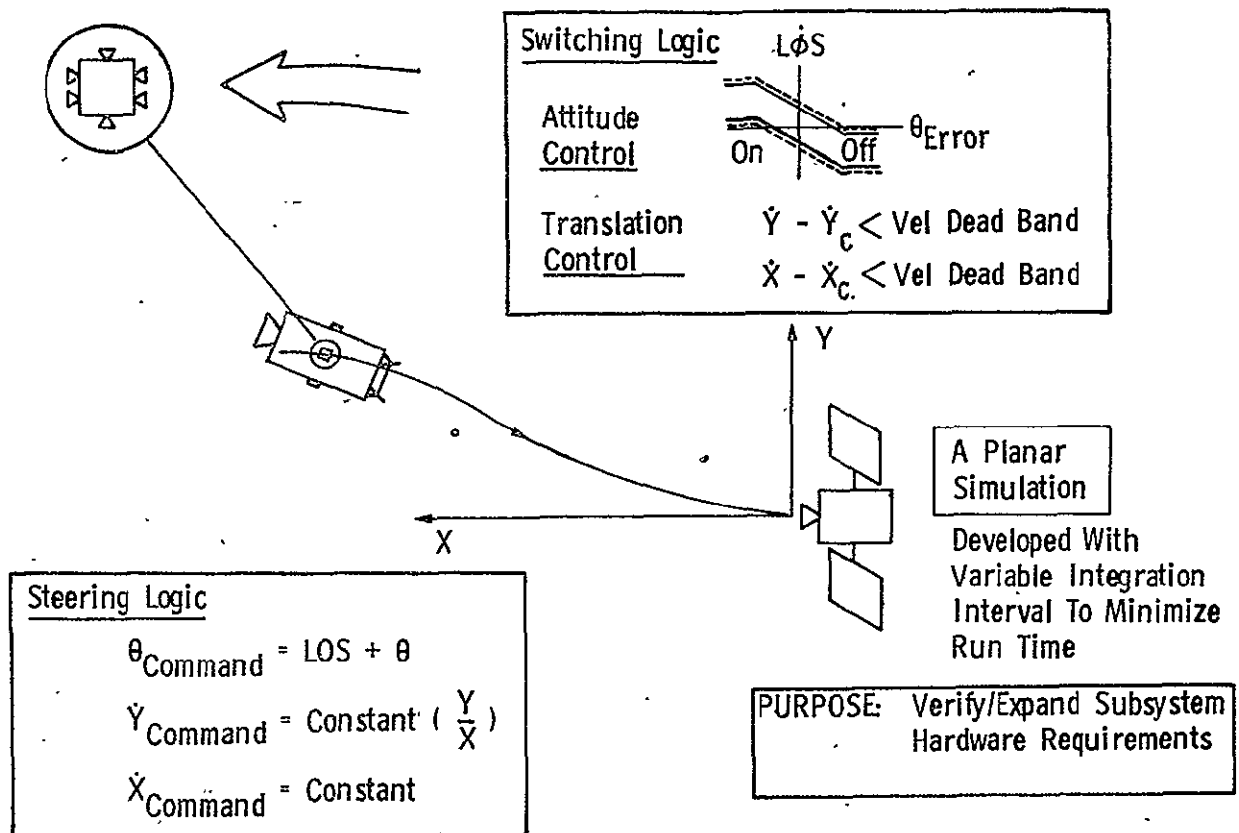 Switching Logic
LȯS
Attitude
Control
On
Off
θError
Translation
Control
Ẏ - Ẏc < Vel Dead Band
Ẋ - Ẋc. < Vel Dead Band
Y
X
A Planar
Simulation
Developed With
Variable Integration
Interval To Minimize
Run Time
Steering Logic
θCommand = LOS + θ
ẎCommand = Constant ( Y/X )
ẊCommand = Constant
PURPOSE: Verify/Expand Subsystem
Hardware Requirements